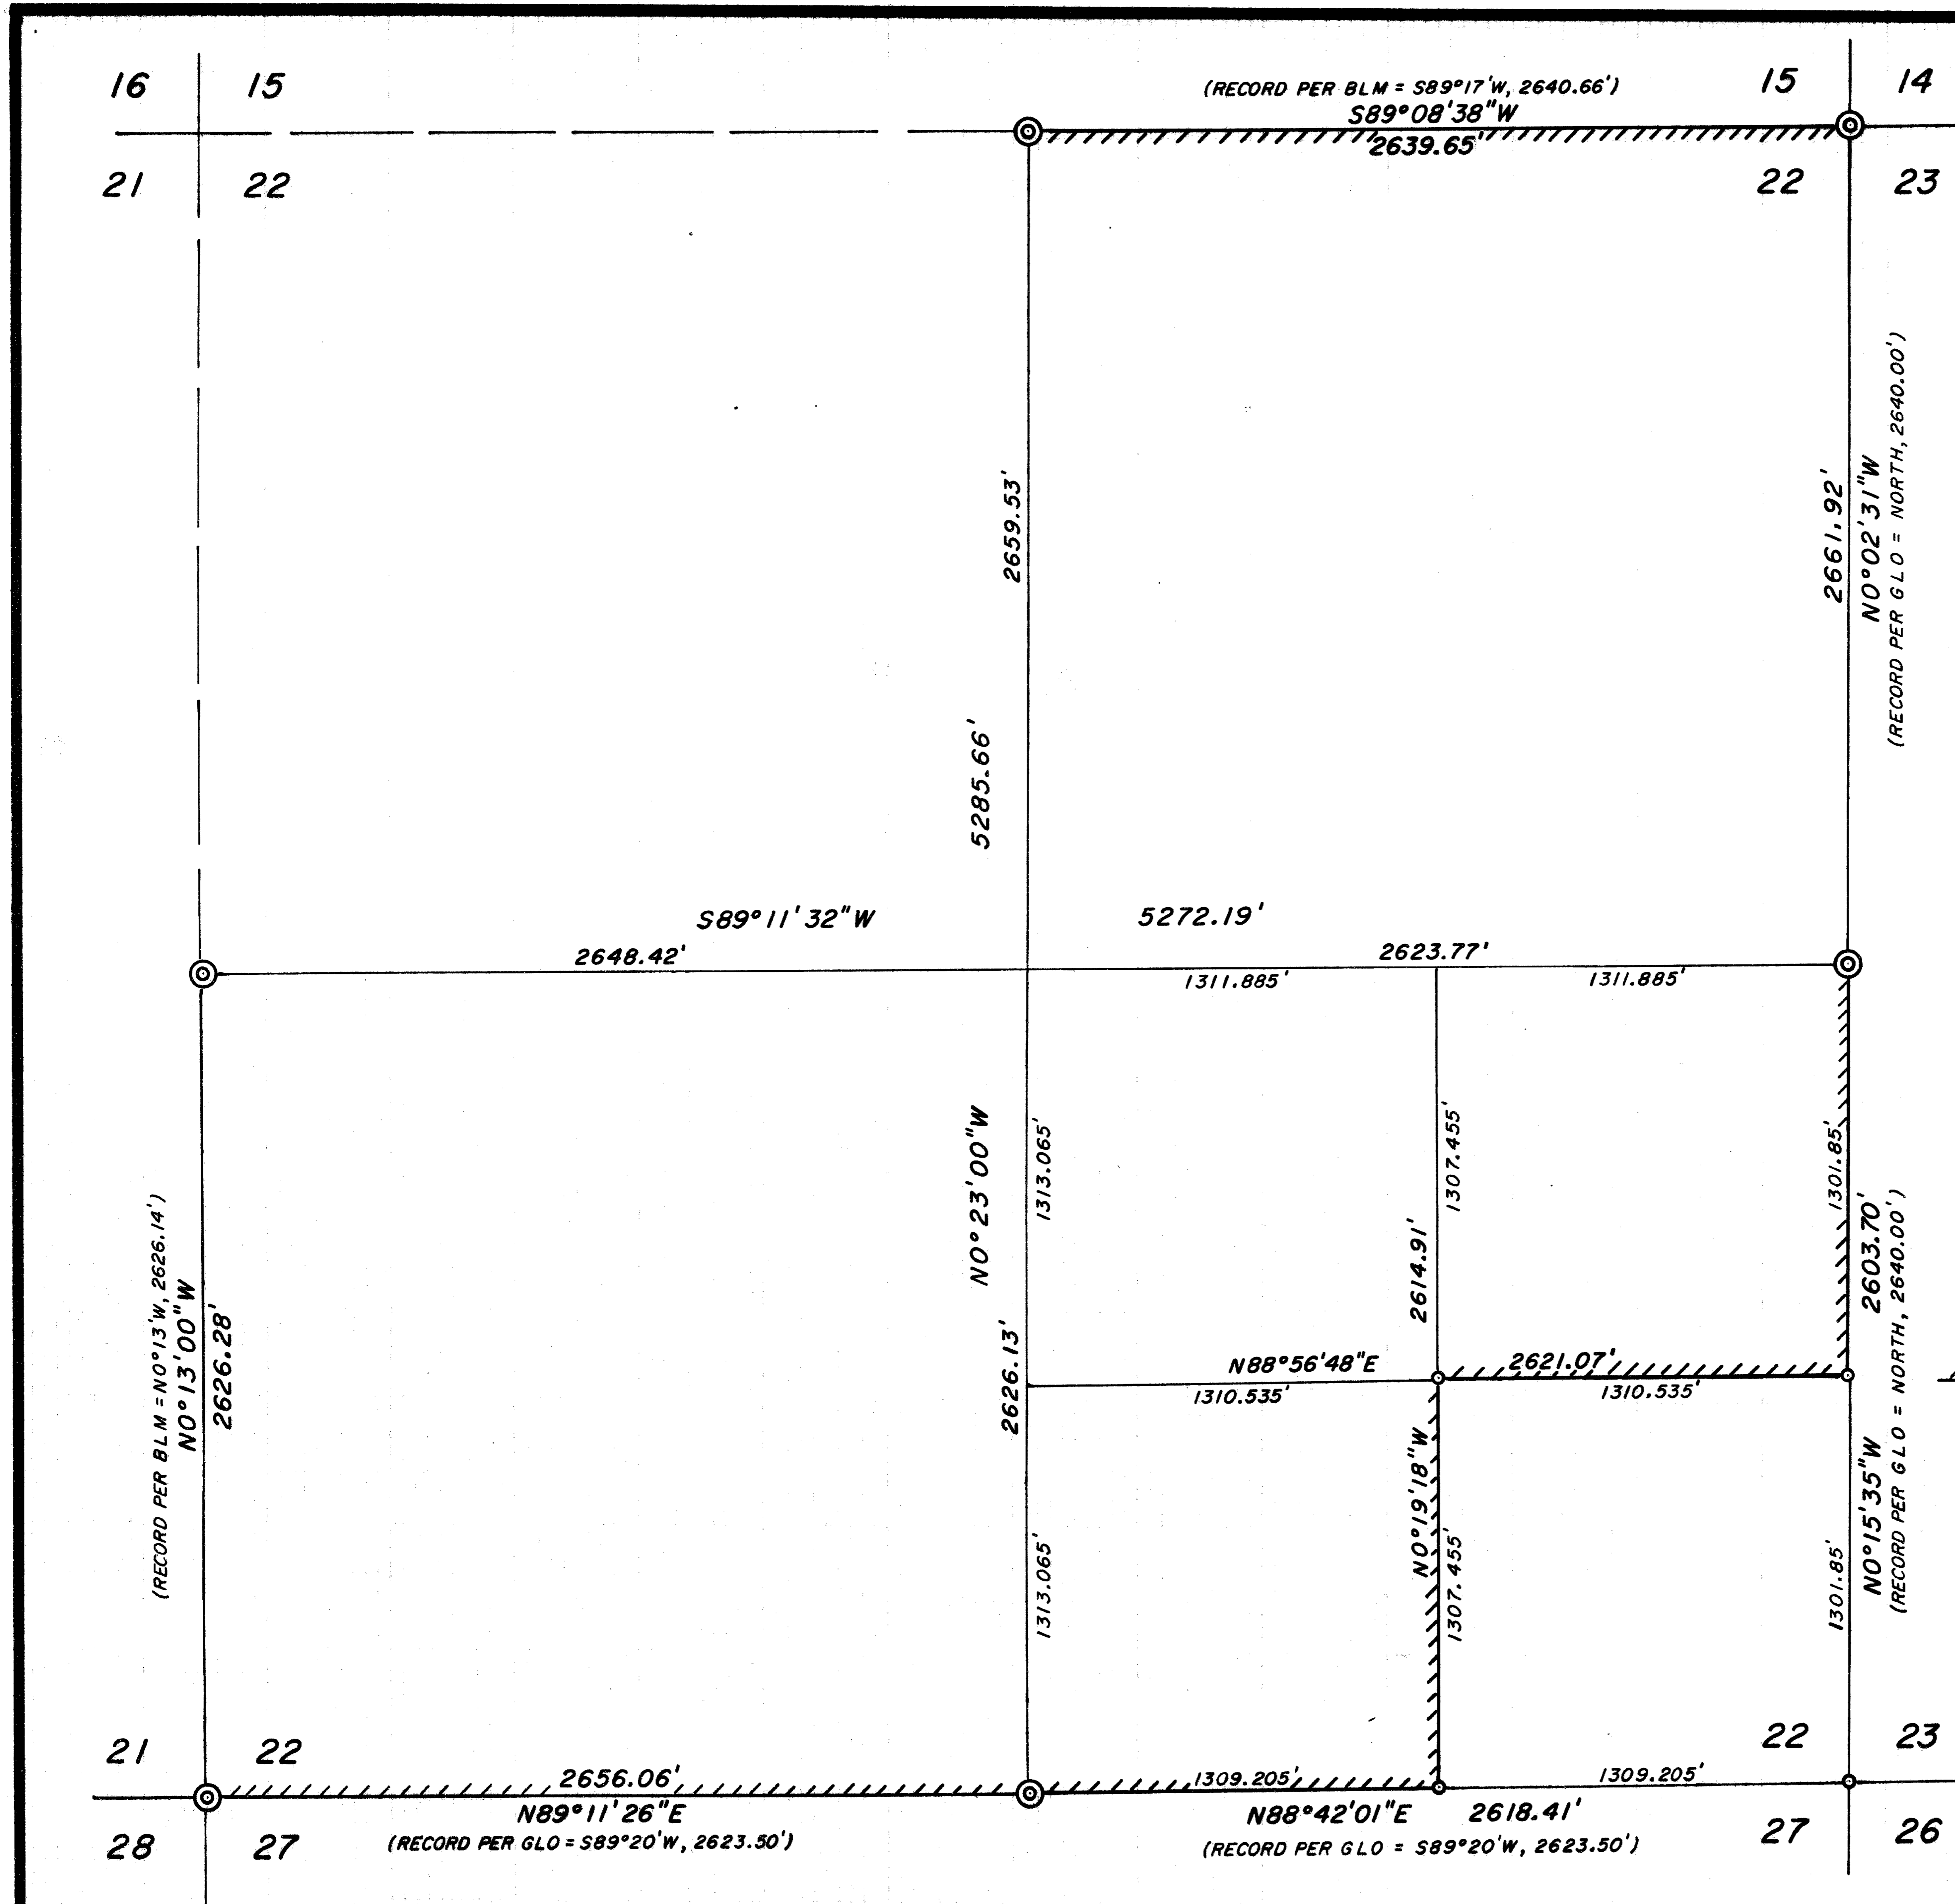 16 15
(RECORD PER BLM = S89°17'W, 2640.66')
15 14
S89°08'38"W
2639.65'
21 22
22 23
2659.53'
2661.92'
N0°02'31"W
(RECORD PER GLO = NORTH, 2640.00')
5285.66'
S89°11'32"W
5272.19'
2648.42'
2623.77'
1311.885'
1311.885'
N0°23'00"W
1313.065'
1307.455'
1301.85'
2614.91'
2603.70'
(RECORD PER GLO = NORTH, 2640.00')
(RECORD PER BLM = N0°13'W, 2626.14')
N0°13'00"W
2626.28'
2626.13'
N88°56'48"E
2621.07'
1310.535'
1310.535'
N0°19'18"W
1307.455'
N0°15'35"W
1313.065'
1301.85'
21 22
22 23
2656.06'
1309.205'
1309.205'
N89°11'26"E
N88°42'01"E 2618.41'
28 27
(RECORD PER GLO = S89°20'W, 2623.50')
(RECORD PER GLO = S89°20'W, 2623.50')
27 26